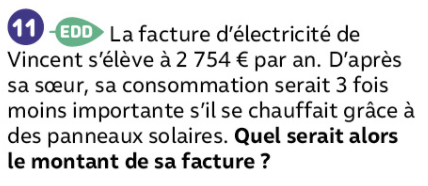 11 EDD La facture d’électricité de
Vincent s’élève à 2 754 € par an. D’après
sa sœur, sa consommation serait 3 fois
moins importante s’il se chauffait grâce à
des panneaux solaires. Quel serait alors
le montant de sa facture ?